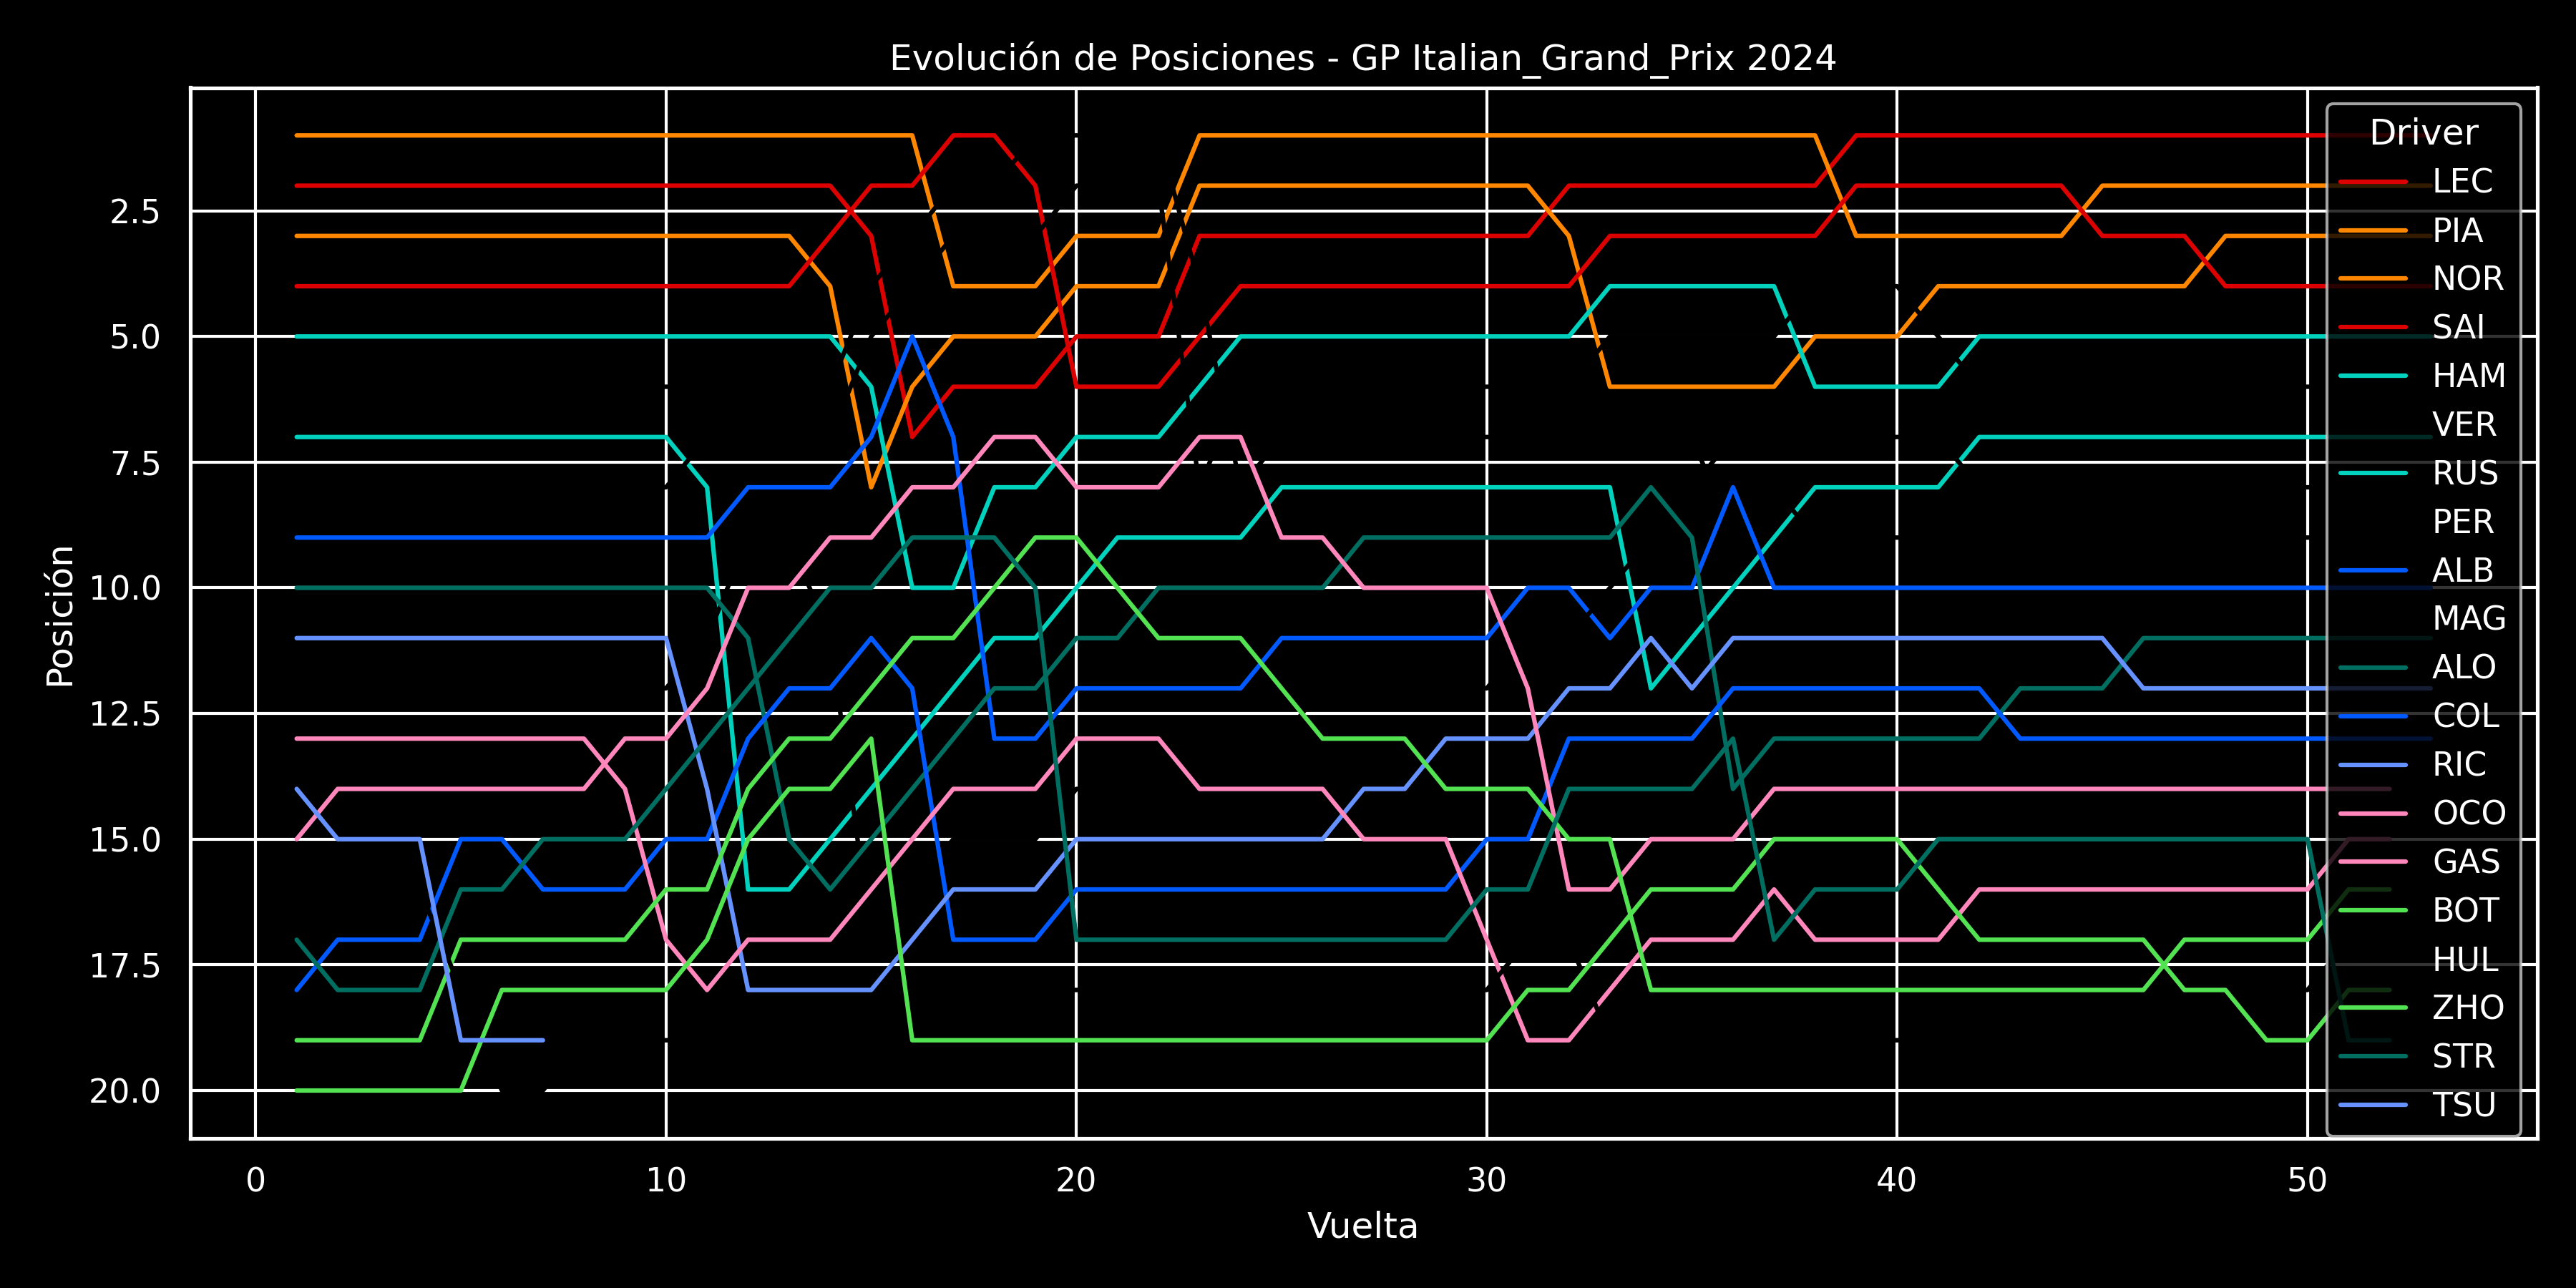 Evolución de Posiciones - GP Italian_Grand_Prix 2024
Posición
2.5
5.0
7.5
10.0
12.5
15.0
17.5
20.0
0
10
20
30
40
50
Vuelta
Driver
LEC
PIA
NOR
SAI
HAM
VER
RUS
PER
ALB
MAG
ALO
COL
RIC
OCO
GAS
BOT
HUL
ZHO
STR
TSU